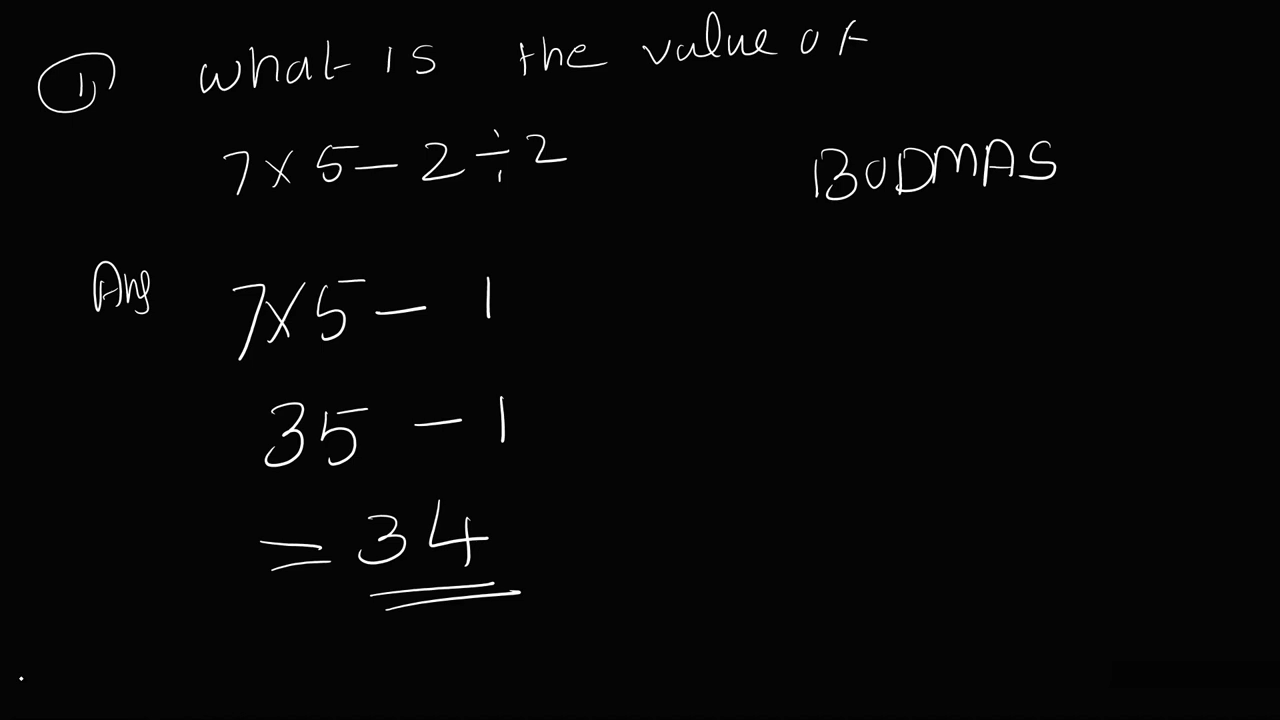 ① What is the value of
7 × 5 – 2 ÷ 2
BODMAS
Ans
7 × 5 – 1
35 – 1
= 34